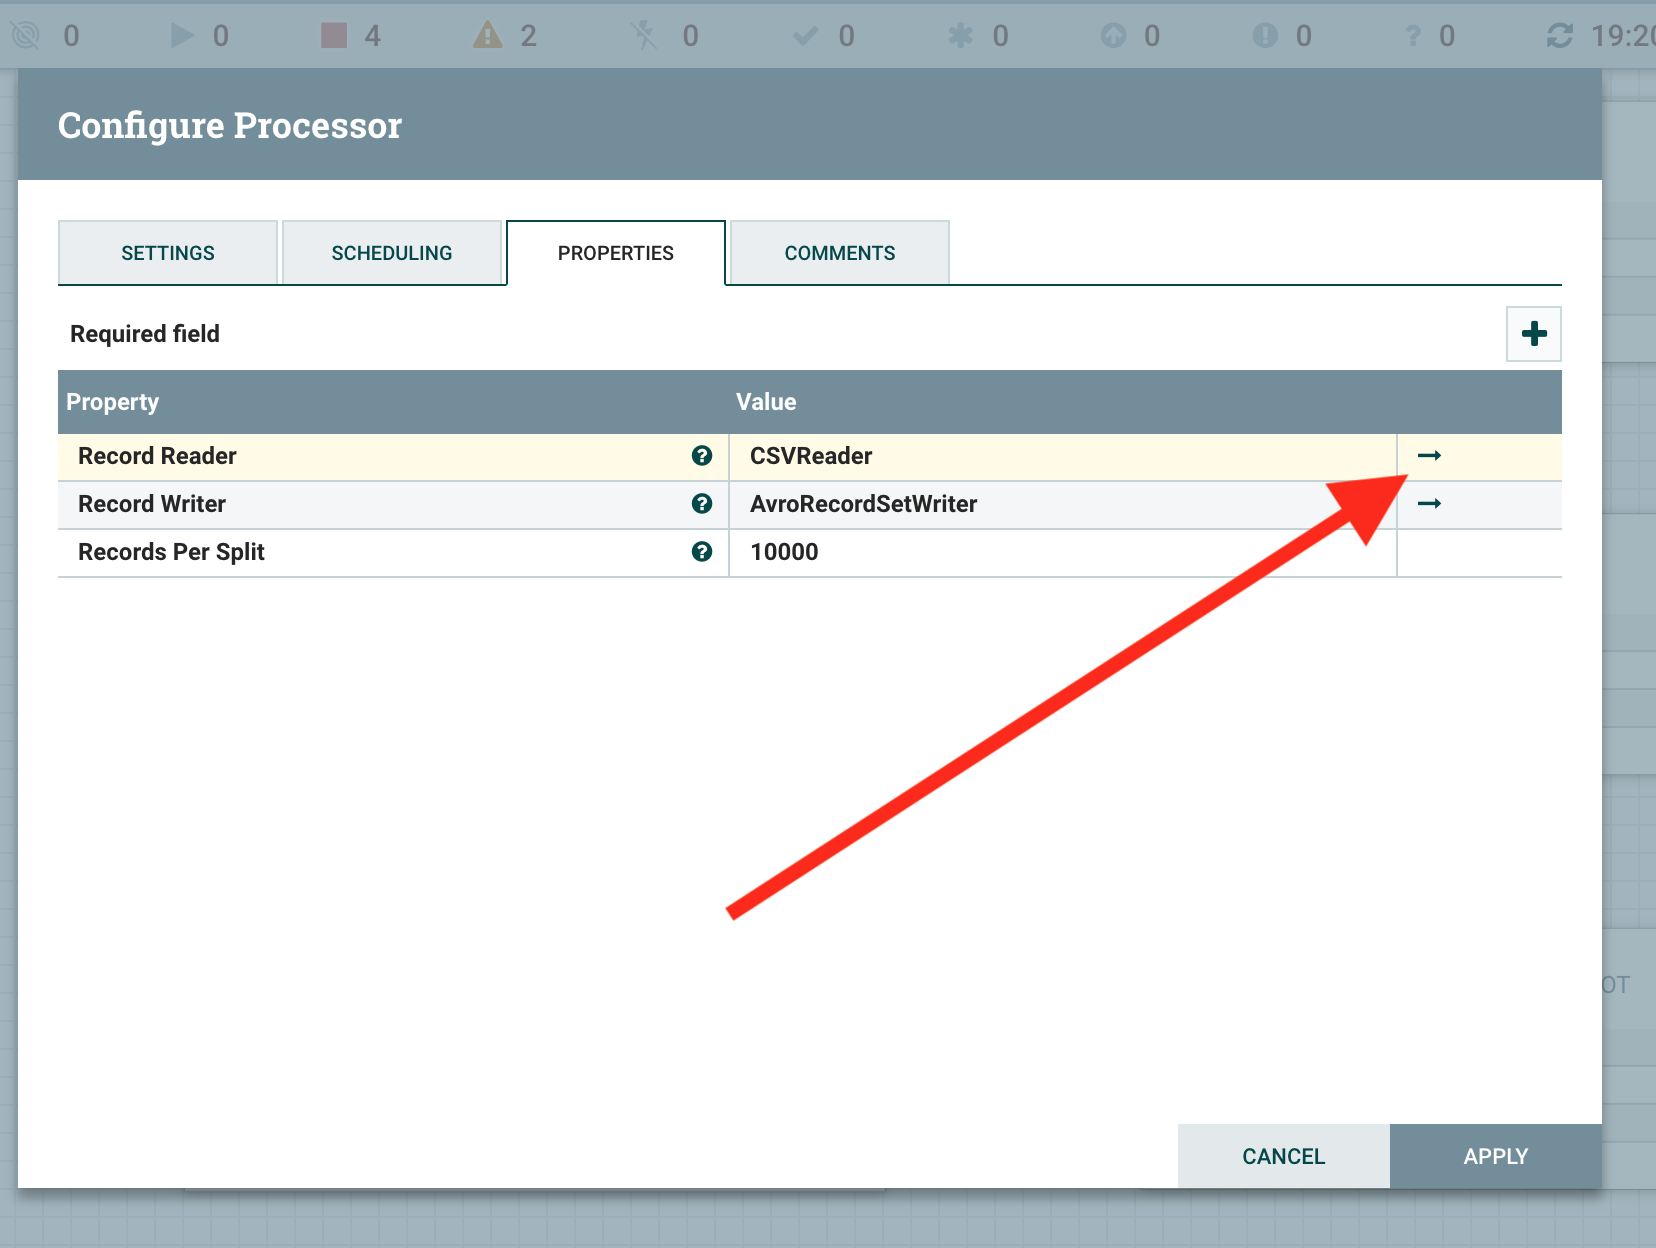 0 0 4 2 0 0 0 0 0 ? 0 19:20
Configure Processor
SETTINGS SCHEDULING PROPERTIES COMMENTS
Required field
Property Value
Record Reader ? CSVReader
Record Writer ? AvroRecordSetWriter
Records Per Split ? 10000
OT
CANCEL APPLY